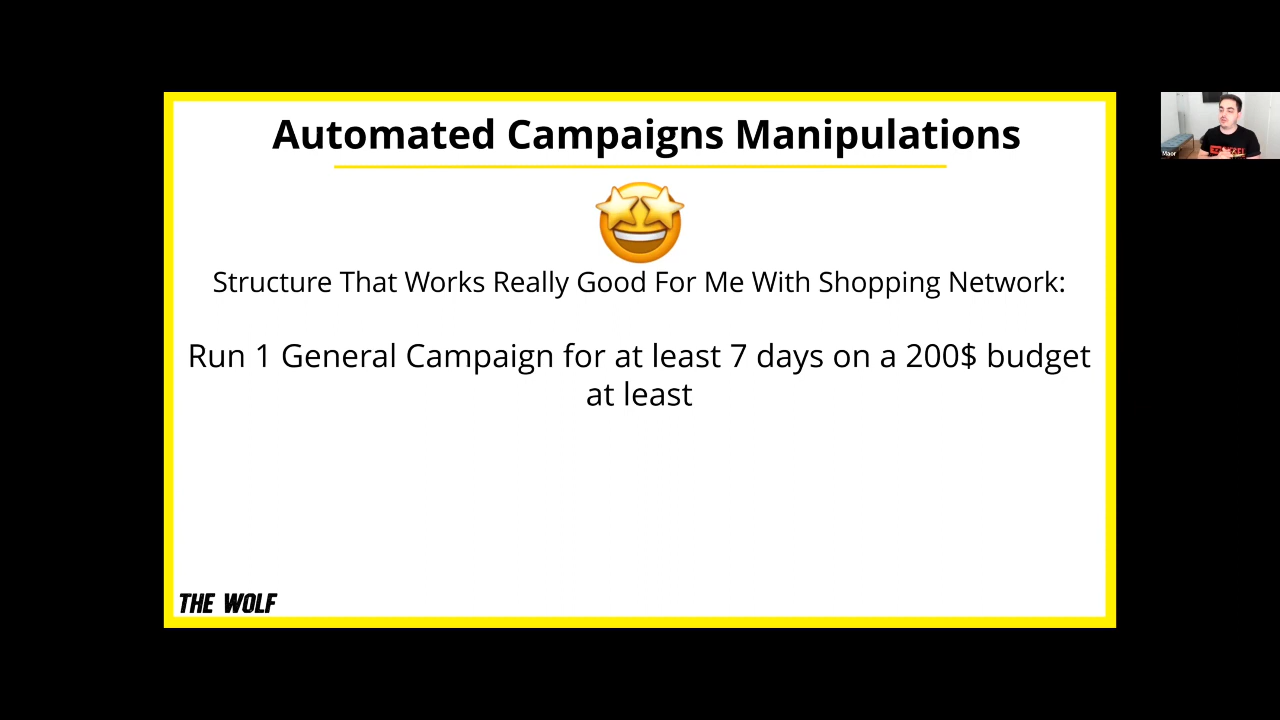 Automated Campaigns Manipulations
Structure That Works Really Good For Me With Shopping Network:
Run 1 General Campaign for at least 7 days on a 200$ budget
at least
THE WOLF
Maor